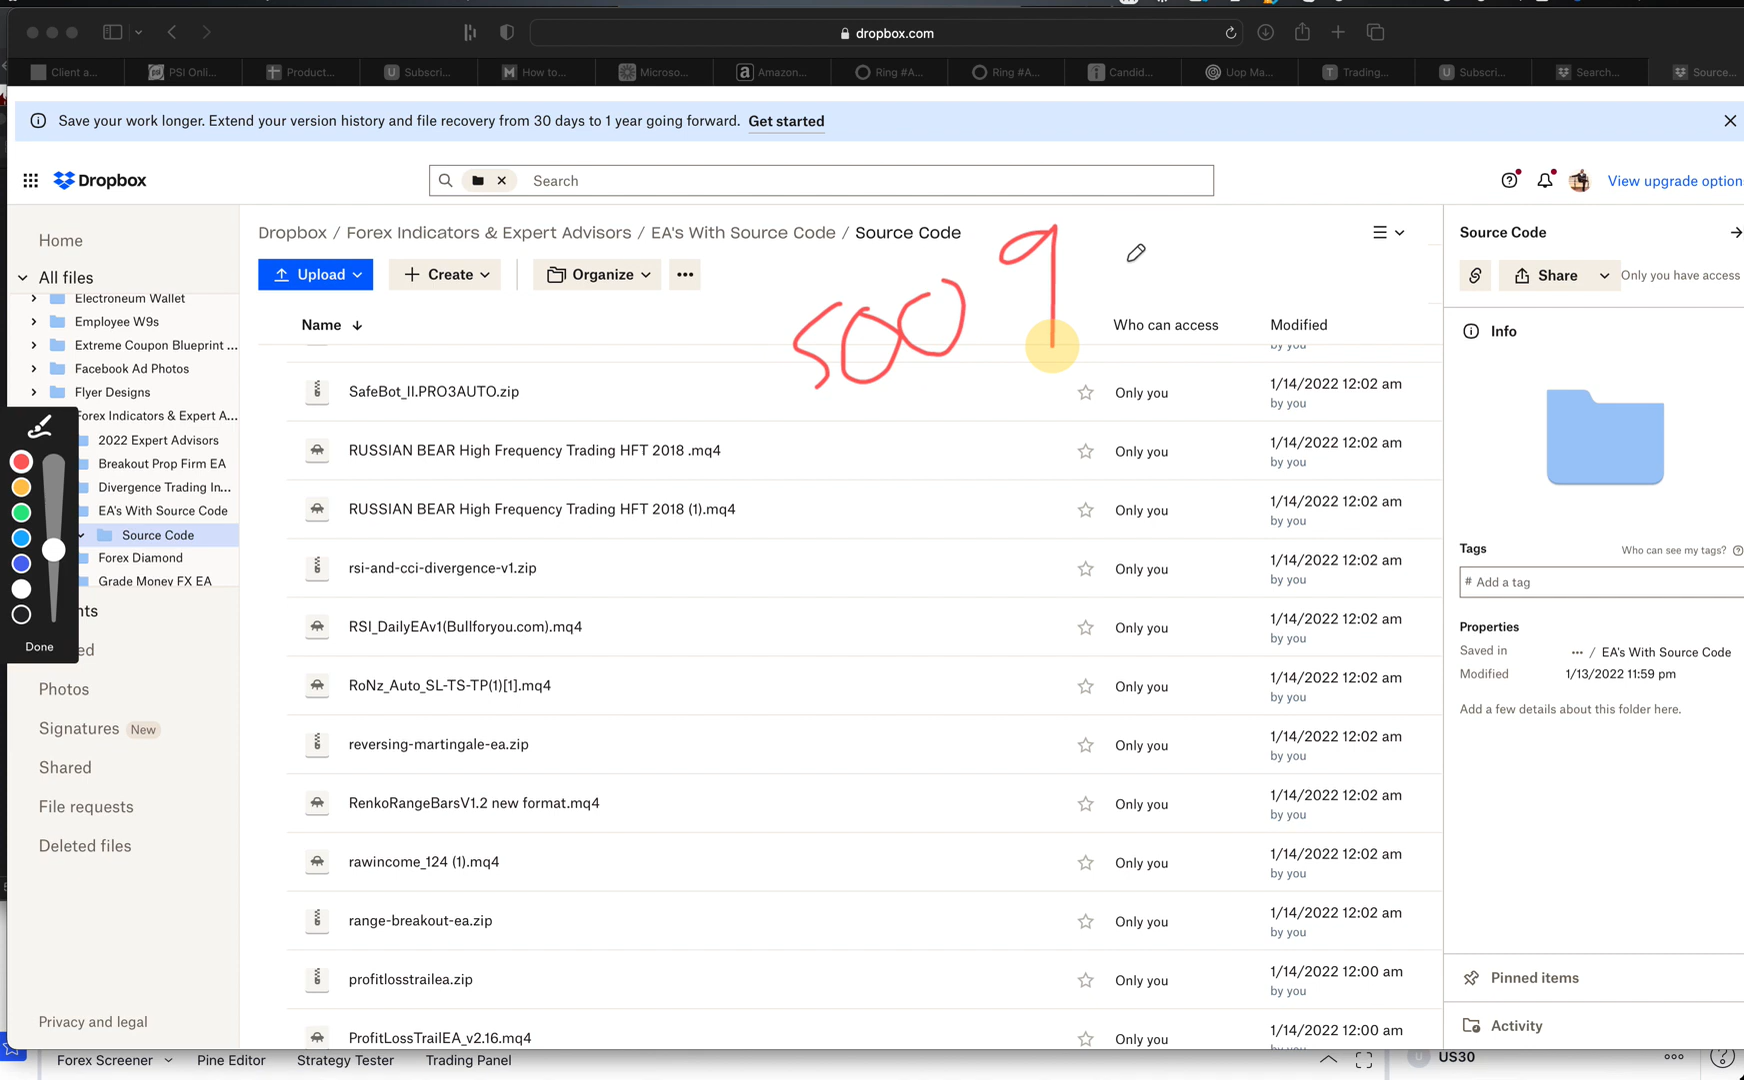 dropbox.com
Client a...
PSI Onli...
Product...
Subscri...
How to...
Microso...
Amazon...
Ring #A...
Ring #A...
Candid...
Uop Ma...
Trading...
Subscri...
Search...
Source...
Save your work longer. Extend your version history and file recovery from 30 days to 1 year going forward. Get started
Dropbox
Search
View upgrade option
Home
All files
Electroneum Wallet
Employee W9s
Extreme Coupon Blueprint ...
Facebook Ad Photos
Flyer Designs
Forex Indicators & Expert A...
2022 Expert Advisors
Breakout Prop Firm EA
Divergence Trading In...
EA's With Source Code
Source Code
Forex Diamond
Grade Money FX EA
Done
nts
ed
Photos
Signatures New
Shared
File requests
Deleted files
Privacy and legal
Dropbox / Forex Indicators & Expert Advisors / EA's With Source Code / Source Code
Upload
Create
Organize
500 9
Name
Who can access
Modified
by you
SafeBot_II.PRO3AUTO.zip
Only you
1/14/2022 12:02 am
by you
RUSSIAN BEAR High Frequency Trading HFT 2018 .mq4
Only you
1/14/2022 12:02 am
by you
RUSSIAN BEAR High Frequency Trading HFT 2018 (1).mq4
Only you
1/14/2022 12:02 am
by you
rsi-and-cci-divergence-v1.zip
Only you
1/14/2022 12:02 am
by you
RSI_DailyEAv1(Bullforyou.com).mq4
Only you
1/14/2022 12:02 am
by you
RoNz_Auto_SL-TS-TP(1)[1].mq4
Only you
1/14/2022 12:02 am
by you
reversing-martingale-ea.zip
Only you
1/14/2022 12:02 am
by you
RenkoRangeBarsV1.2 new format.mq4
Only you
1/14/2022 12:02 am
by you
rawincome_124 (1).mq4
Only you
1/14/2022 12:02 am
by you
range-breakout-ea.zip
Only you
1/14/2022 12:02 am
by you
profitlosstrailea.zip
Only you
1/14/2022 12:00 am
by you
ProfitLossTrailEA_v2.16.mq4
Only you
1/14/2022 12:00 am
Source Code
Share
Only you have access
Info
Tags
Who can see my tags?
# Add a tag
Properties
Saved in
... / EA's With Source Code
Modified
1/13/2022 11:59 pm
Add a few details about this folder here.
Pinned items
Activity
Forex Screener
Pine Editor
Strategy Tester
Trading Panel
U US30